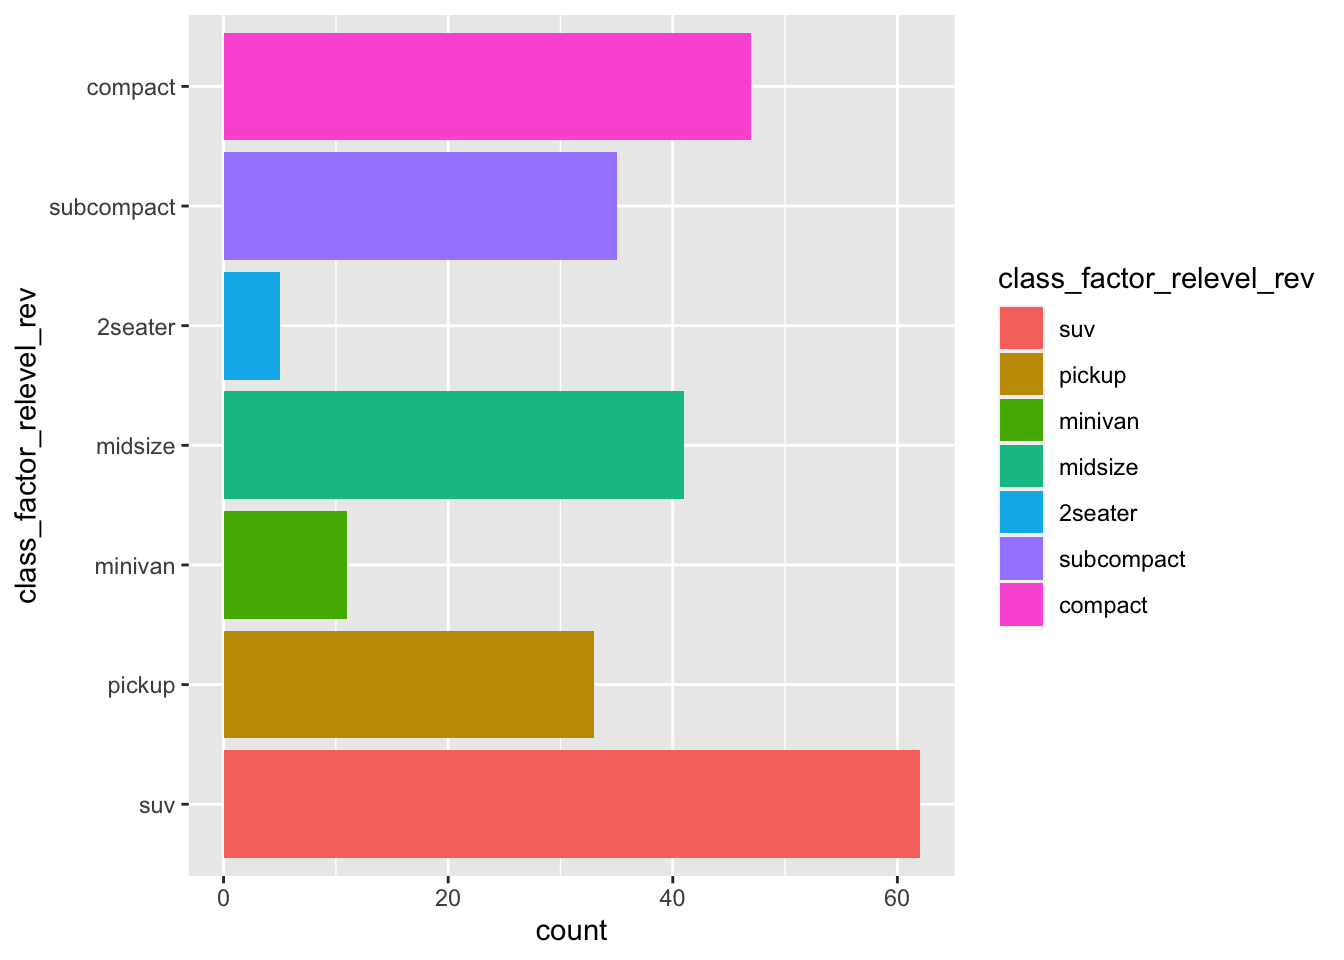 class_factor_relevel_rev
compact
subcompact
2seater
midsize
minivan
pickup
suv
0 20 40 60
count
class_factor_relevel_rev
suv
pickup
minivan
midsize
2seater
subcompact
compact